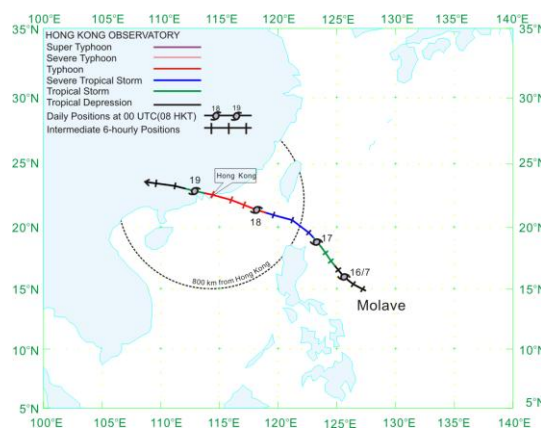 100°E 105°E 110°E 115°E 120°E 125°E 130°E 135°E 140°E
35°N 35°N
HONG KONG OBSERVATORY
Super Typhoon
Severe Typhoon
Typhoon
Severe Tropical Storm
Tropical Storm
Tropical Depression
Daily Positions at 00 UTC(08 HKT) 18 19
Intermediate 6-hourly Positions
30°N 30°N
25°N 25°N
19
Hong Kong
18
17
20°N 20°N
16/7
800 km from Hong Kong
Molave
15°N 15°N
10°N 10°N
5°N 5°N
100°E 105°E 110°E 115°E 120°E 125°E 130°E 135°E 140°E